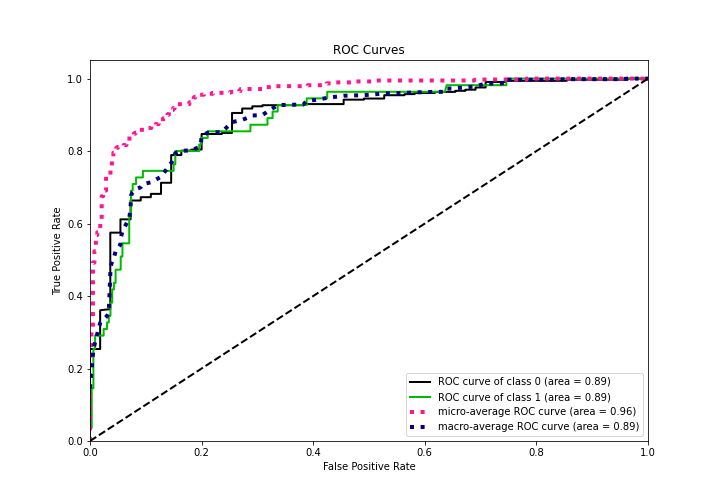 ROC Curves
True Positive Rate
1.0
0.8
0.6
0.4
0.2
0.0
0.0 0.2 0.4 0.6 0.8 1.0
False Positive Rate
ROC curve of class 0 (area = 0.89)
ROC curve of class 1 (area = 0.89)
micro-average ROC curve (area = 0.96)
macro-average ROC curve (area = 0.89)